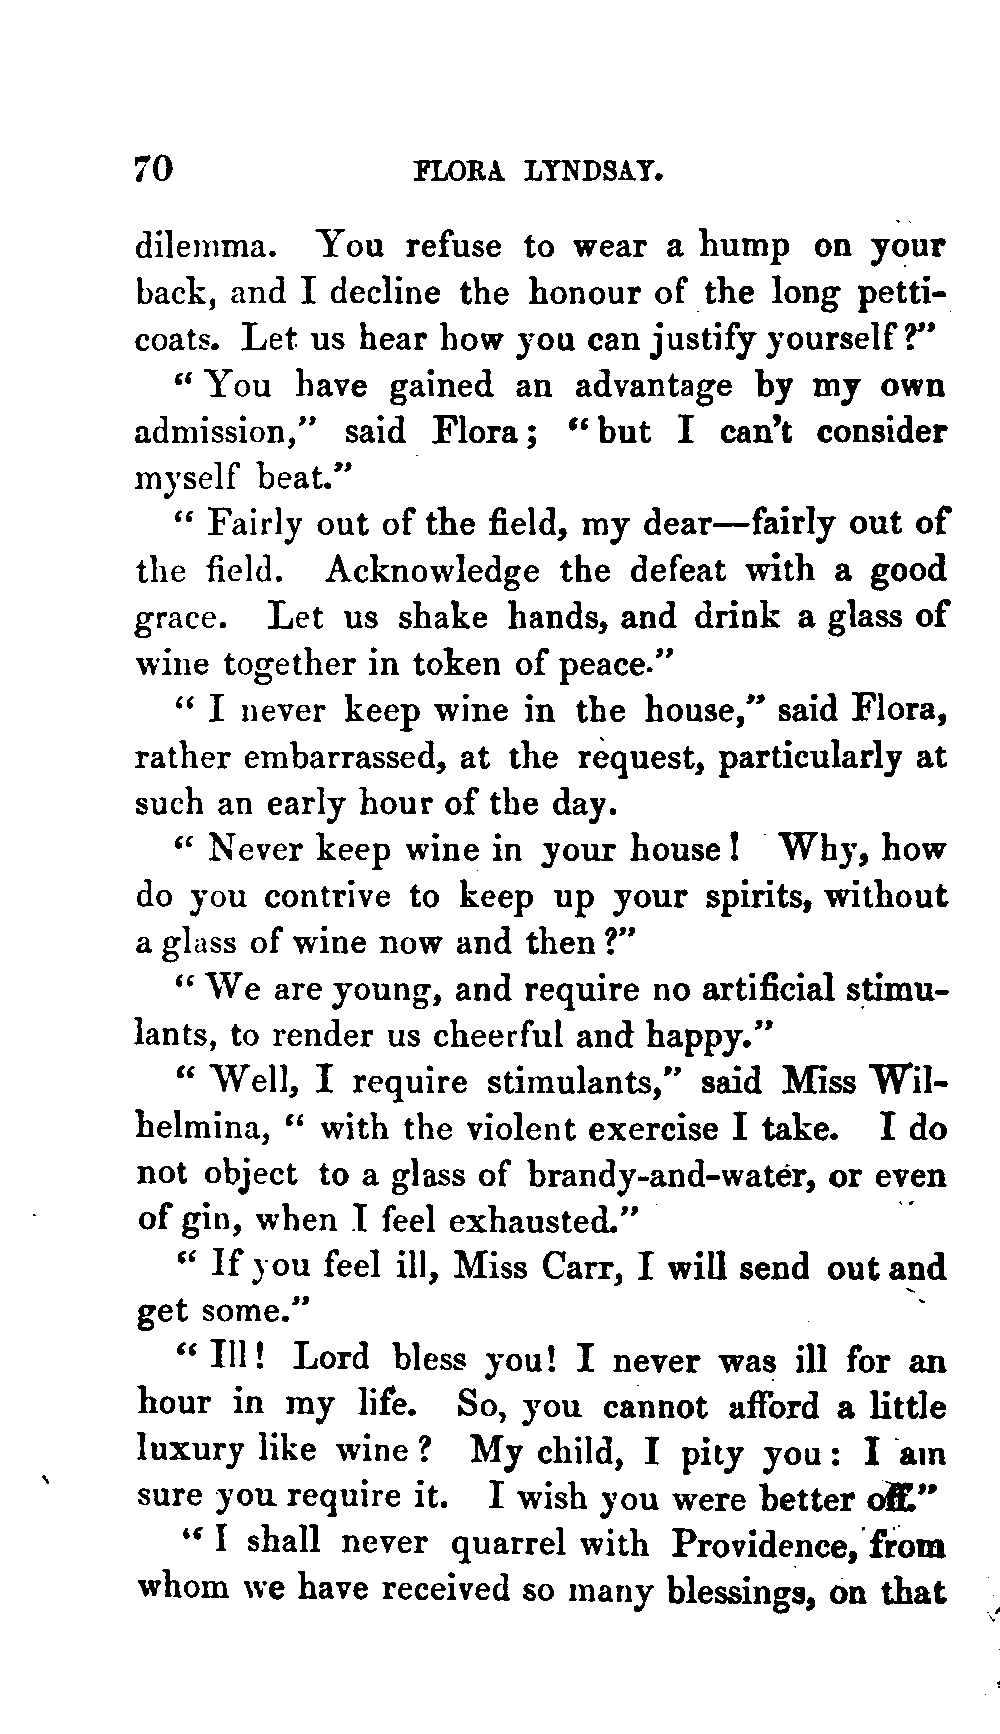 70 FLORA LYNDSAY.
dilemma. You refuse to wear a hump on your
back, and I decline the honour of the long petti-
coats. Let us hear how you can justify yourself?"
"You have gained an advantage by my own
admission," said Flora; "but I can't consider
myself beat."
"Fairly out of the field, my dear—fairly out of
the field. Acknowledge the defeat with a good
grace. Let us shake hands, and drink a glass of
wine together in token of peace."
"I never keep wine in the house," said Flora,
rather embarrassed, at the request, particularly at
such an early hour of the day.
"Never keep wine in your house! Why, how
do you contrive to keep up your spirits, without
a glass of wine now and then?"
"We are young, and require no artificial stimu-
lants, to render us cheerful and happy."
"Well, I require stimulants," said Miss Wil-
helmina, "with the violent exercise I take. I do
not object to a glass of brandy-and-water, or even
of gin, when I feel exhausted."
"If you feel ill, Miss Carr, I will send out and
get some."
"Ill! Lord bless you! I never was ill for an
hour in my life. So, you cannot afford a little
luxury like wine? My child, I pity you: I am
sure you require it. I wish you were better off."
"I shall never quarrel with Providence, from
whom we have received so many blessings, on that